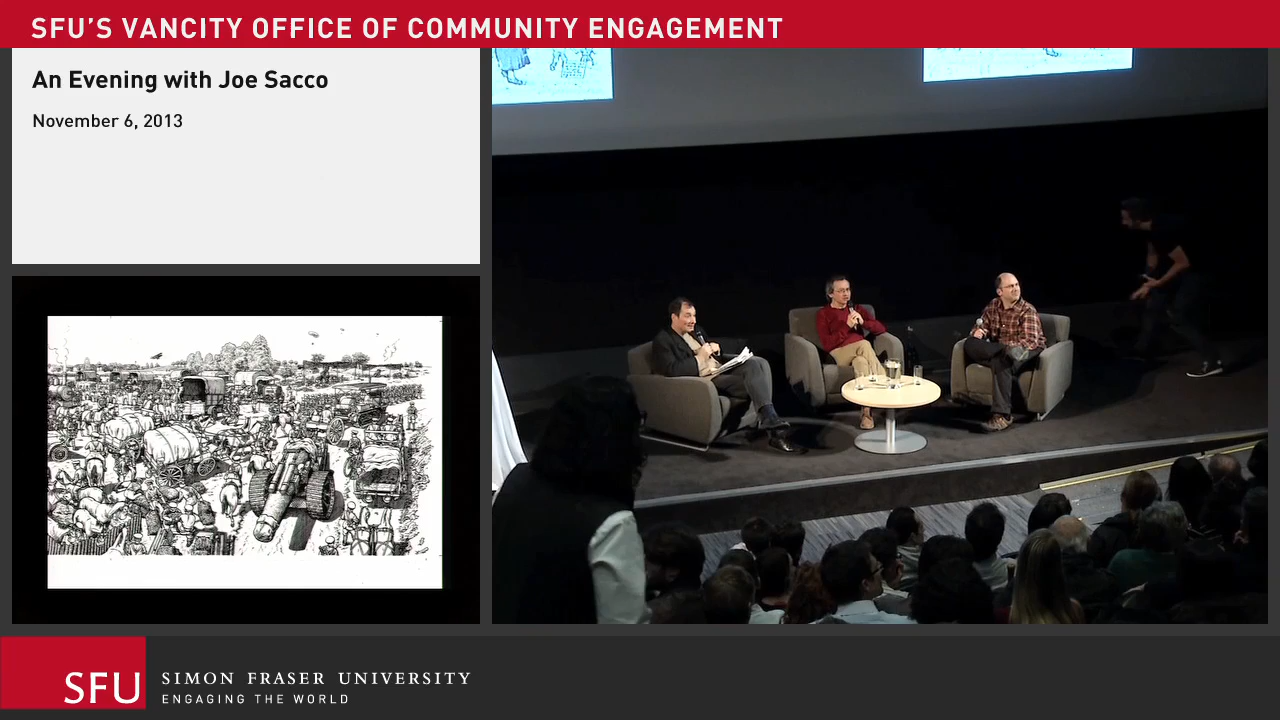 SFU'S VANCITY OFFICE OF COMMUNITY ENGAGEMENT
An Evening with Joe Sacco
November 6, 2013
SFU
SIMON FRASER UNIVERSITY
ENGAGING THE WORLD